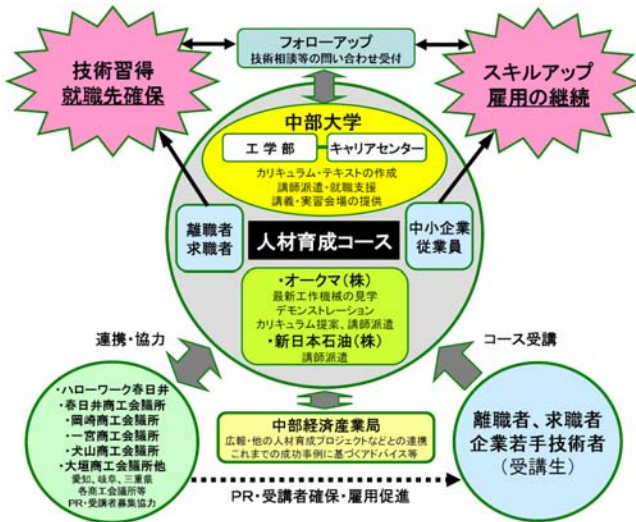 フォローアップ
技術相談等の問い合わせ受付
技術習得
就職先確保
スキルアップ
雇用の継続
中部大学
工学部
キャリアセンター
カリキュラム・テキストの作成
講師派遣・就職支援
講義・実習会場の提供
離職者
求職者
人材育成コース
中小企業
従業員
・オークマ(株)
最新工作機械の見学
デモンストレーション
カリキュラム提案、講師派遣
・新日本石油(株)
講師派遣
連携・協力
コース受講
・ハローワーク春日井
・春日井商工会議所
・岡崎商工会議所
・一宮商工会議所
・犬山商工会議所
・大垣商工会議所他
愛知、岐阜、三重県
各商工会議所等
PR・受講者募集協力
中部経済産業局
広報・他の人材育成プロジェクトなどとの連携
これまでの成功事例に基づくアドバイス等
離職者、求職者
企業若手技術者
(受講生)
PR・受講者確保・雇用促進